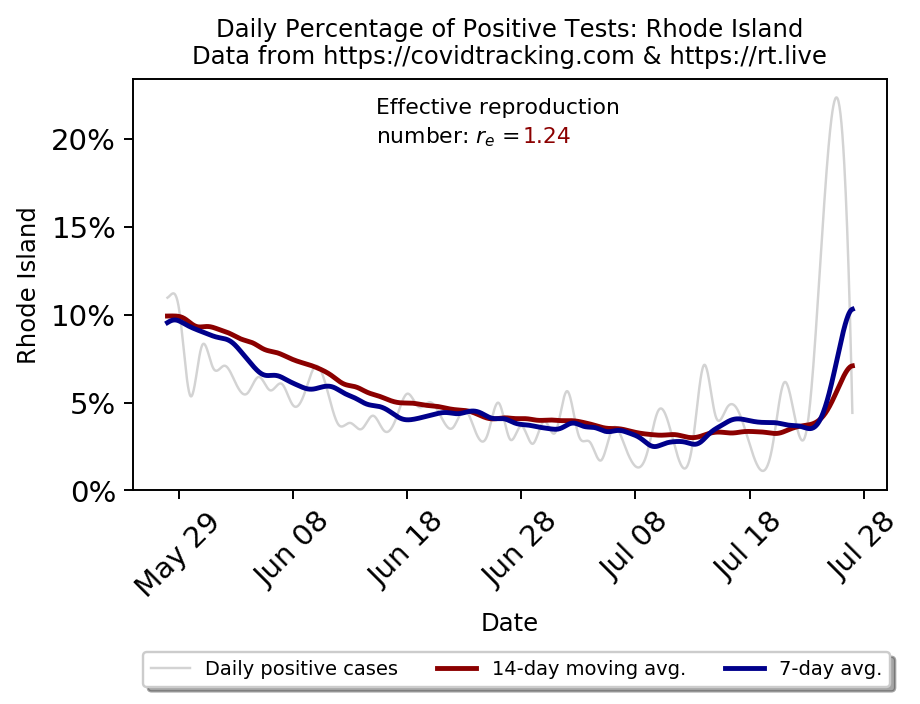 Daily Percentage of Positive Tests: Rhode Island
Data from https://covidtracking.com & https://rt.live
Effective reproduction
number: rₑ =1.24
20%
15%
10%
5%
0%
Rhode Island
May 29
Jun 08
Jun 18
Jun 28
Jul 08
Jul 18
Jul 28
Date
Daily positive cases
14-day moving avg.
7-day avg.